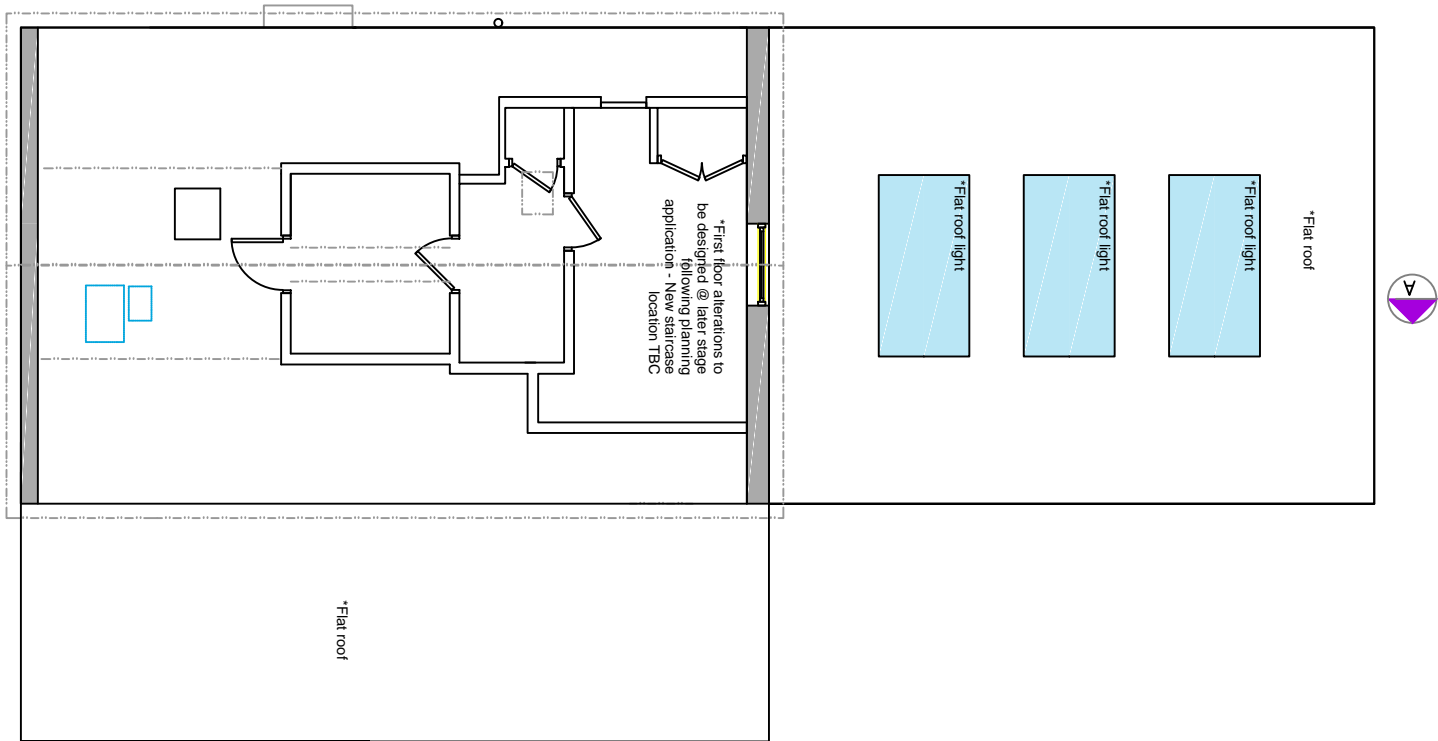 *First floor alterations to
be designed @ later stage
following planning
application - New staircase
location TBC
*Flat roof light
*Flat roof light
*Flat roof light
*Flat roof
A
*Flat roof